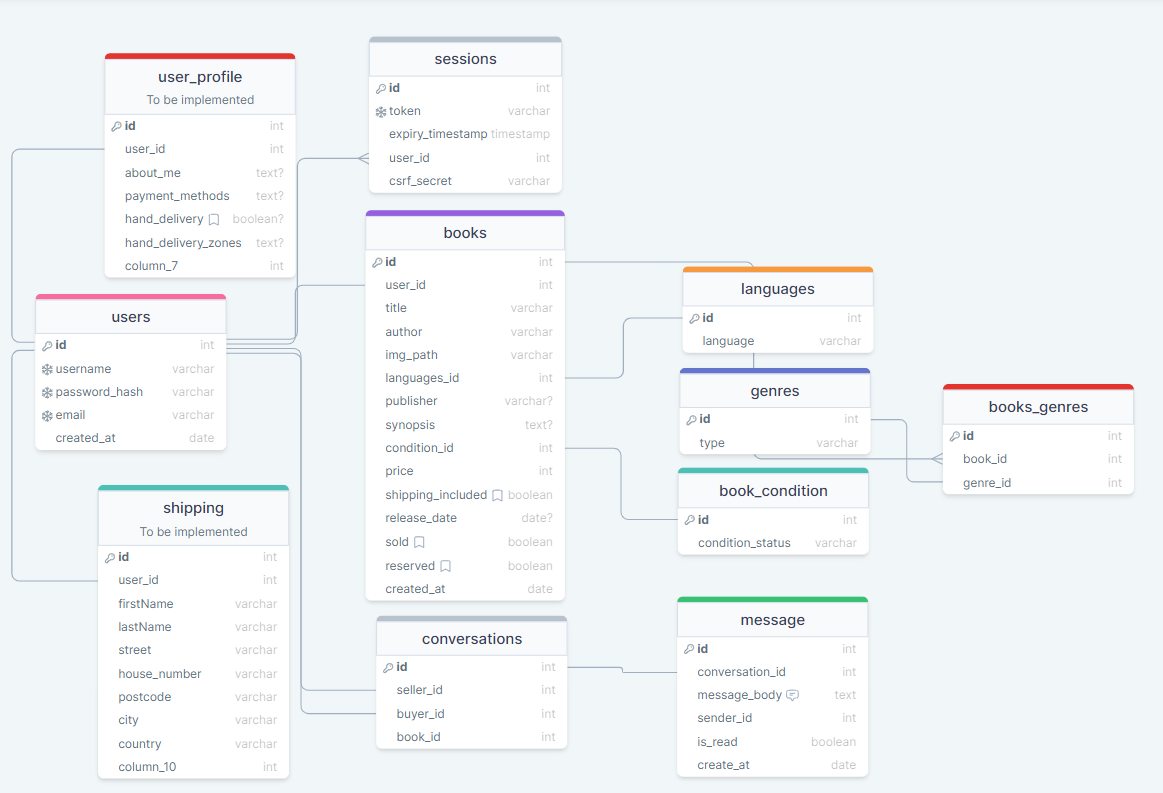 user_profile
To be implemented
id int
user_id int
about_me text?
payment_methods text?
hand_delivery boolean?
hand_delivery_zones text?
column_7 int
sessions
id int
token varchar
expiry_timestamp timestamp
user_id int
csrf_secret varchar
users
id int
username varchar
password_hash varchar
email varchar
created_at date
books
id int
user_id int
title varchar
author varchar
img_path varchar
languages_id int
publisher varchar?
synopsis text?
condition_id int
price int
shipping_included boolean
release_date date?
sold boolean
reserved boolean
created_at date
languages
id int
language varchar
genres
id int
type varchar
books_genres
id int
book_id int
genre_id int
book_condition
id int
condition_status varchar
shipping
To be implemented
id int
user_id int
firstName varchar
lastName varchar
street varchar
house_number varchar
postcode varchar
city varchar
country varchar
column_10 int
conversations
id int
seller_id int
buyer_id int
book_id int
message
id int
conversation_id int
message_body text
sender_id int
is_read boolean
create_at date